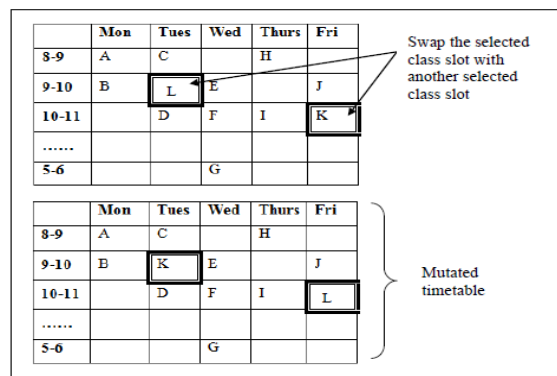 Mon Tues Wed Thurs Fri
8-9 A C H
9-10 B L E J
10-11 D F I K
......
5-6 G
Swap the selected
class slot with
another selected
class slot
Mon Tues Wed Thurs Fri
8-9 A C H
9-10 B K E J
10-11 D F I L
......
5-6 G
Mutated
timetable